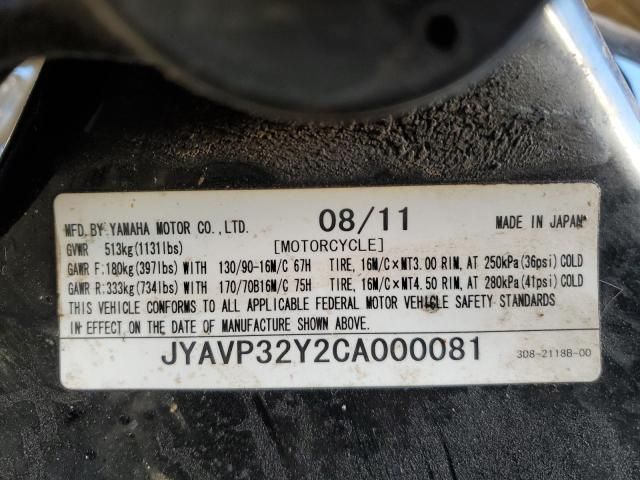 MFD.BY YAMAHA MOTOR CO.,LTD. 08/11 MADE IN JAPAN
GVWR 513kg(1131lbs) [MOTORCYCLE]
GAWR F:180kg(397lbs) WITH 130/90-16M/C 67H TIRE, 16M/C×MT3.00 RIM, AT 250kPa(36psi) COLD
GAWR R:333kg(734lbs) WITH 170/70B16M/C 75H TIRE, 16M/C×MT4.50 RIM, AT 280kPa(41psi) COLD
THIS VEHICLE CONFORMS TO ALL APPLICABLE FEDERAL MOTOR VEHICLE SAFETY STANDARDS
IN EFFECT ON THE DATE OF MANUFACTURE SHOWN ABOVE.
JYAVP32Y2CA000081 3D8-2118B-00